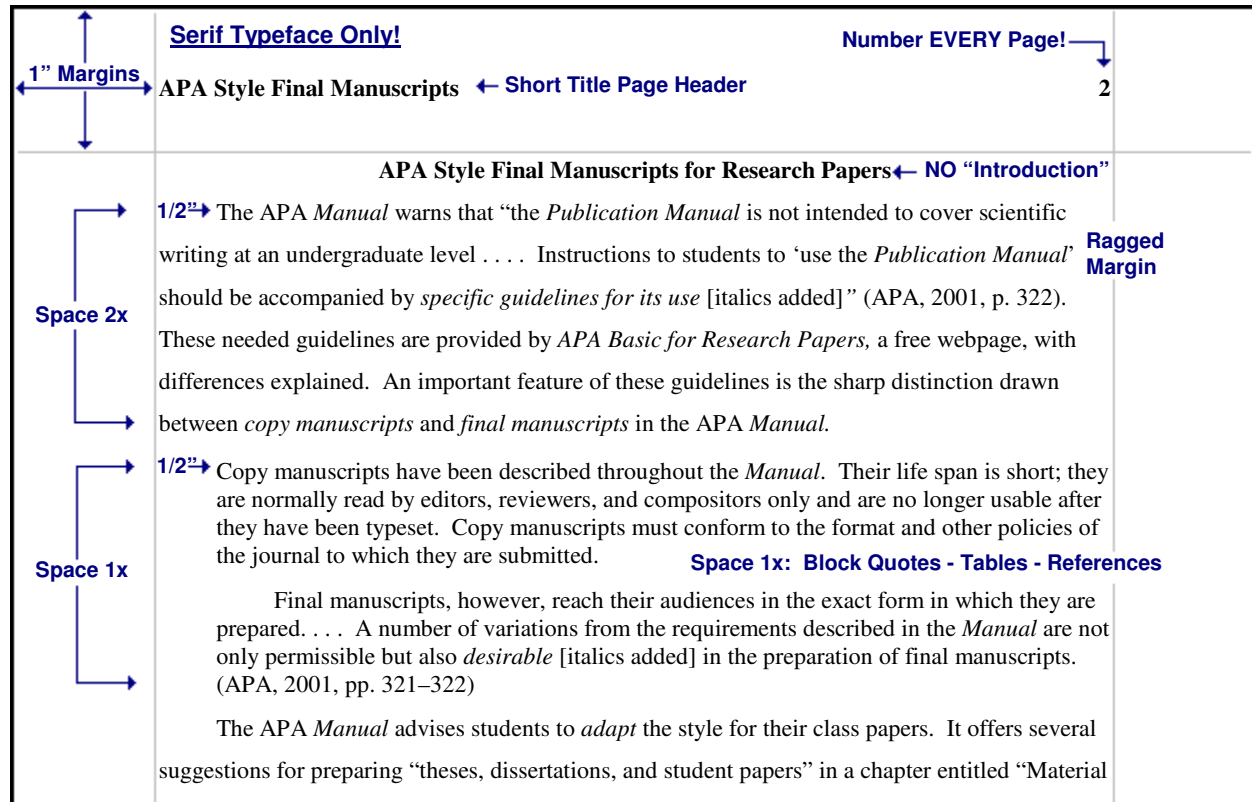 Serif Typeface Only!
Number EVERY Page!
1” Margins
APA Style Final Manuscripts
Short Title Page Header
2
APA Style Final Manuscripts for Research Papers
NO “Introduction”
1/2”
The APA Manual warns that “the Publication Manual is not intended to cover scientific
writing at an undergraduate level . . . . Instructions to students to ‘use the Publication Manual’
Ragged
Margin
should be accompanied by specific guidelines for its use [italics added]” (APA, 2001, p. 322).
Space 2x
These needed guidelines are provided by APA Basic for Research Papers, a free webpage, with
differences explained. An important feature of these guidelines is the sharp distinction drawn
between copy manuscripts and final manuscripts in the APA Manual.
1/2”
Copy manuscripts have been described throughout the Manual. Their life span is short; they
are normally read by editors, reviewers, and compositors only and are no longer usable after
they have been typeset. Copy manuscripts must conform to the format and other policies of
the journal to which they are submitted.
Space 1x: Block Quotes - Tables - References
Space 1x
Final manuscripts, however, reach their audiences in the exact form in which they are
prepared. . . . A number of variations from the requirements described in the Manual are not
only permissible but also desirable [italics added] in the preparation of final manuscripts.
(APA, 2001, pp. 321–322)
The APA Manual advises students to adapt the style for their class papers. It offers several
suggestions for preparing “theses, dissertations, and student papers” in a chapter entitled “Material